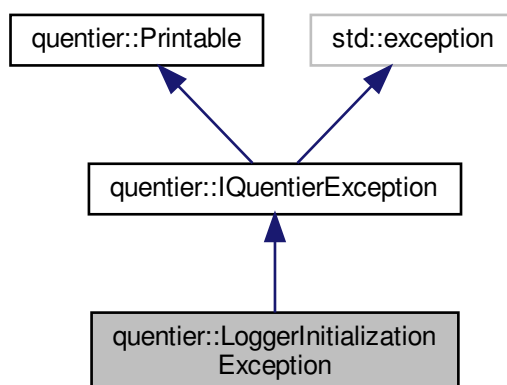 quentier::Printable
std::exception
quentier::IQuentierException
quentier::LoggerInitialization
Exception